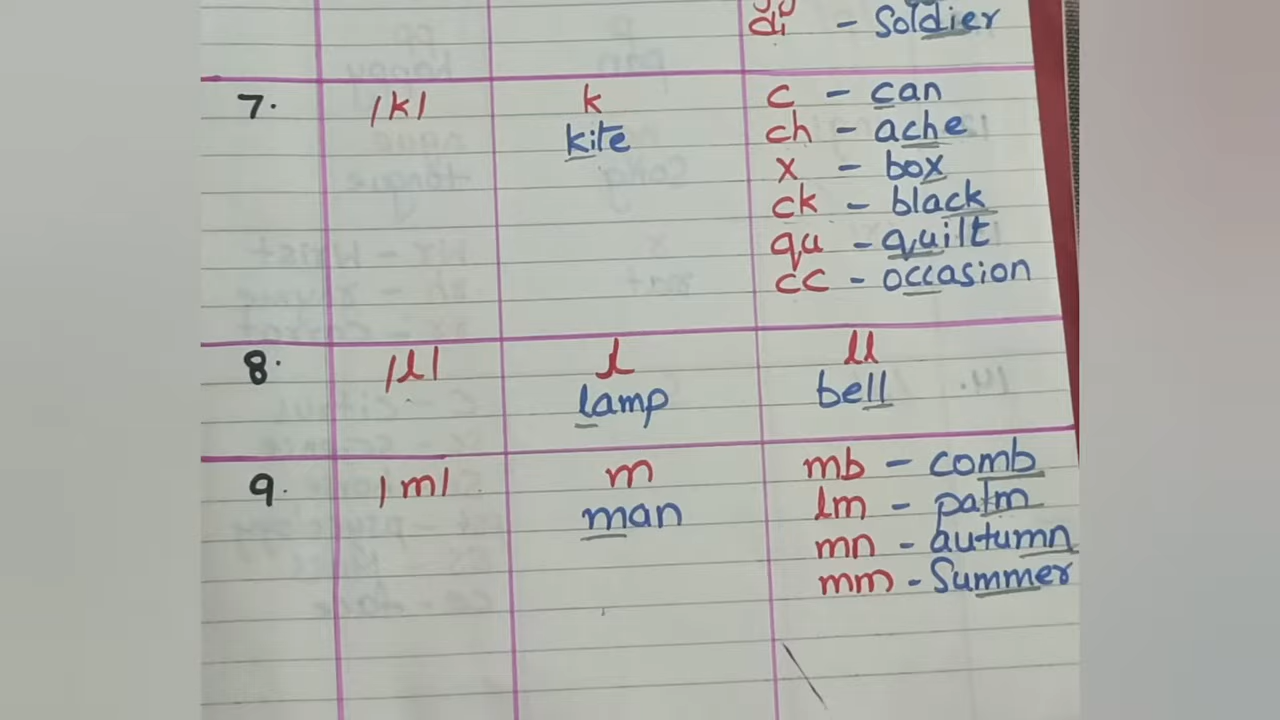 di - Soldier
7. /k/ k c - can
kite ch - ache
x - box
ck - black
qu - quilt
cc - occasion
8. /l/ l ll
lamp bell
9. /m/ m mb - comb
man lm - palm
mn - autumn
mm - Summer